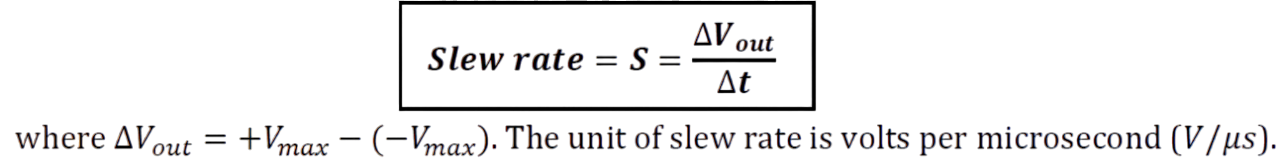 Slew rate = S = ΔV_out / Δt
where ΔV_out = +V_max − (−V_max). The unit of slew rate is volts per microsecond (V/μs).